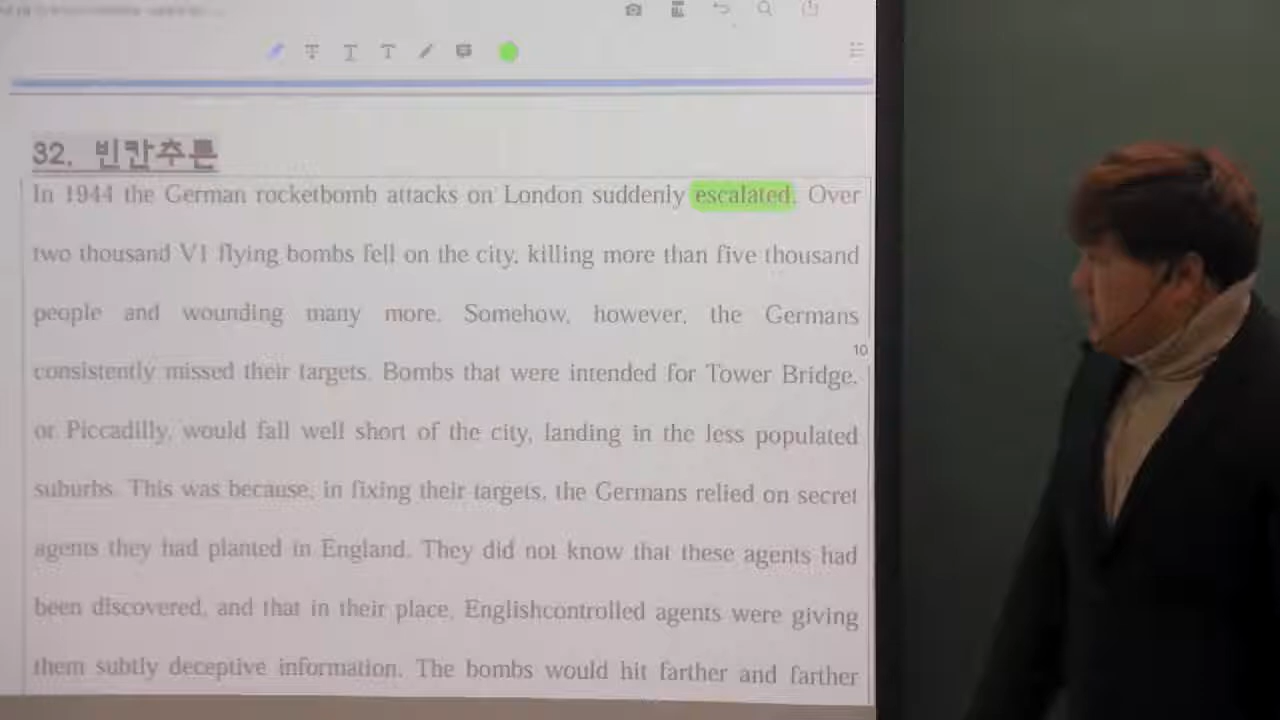 32. 빈칸추론
In 1944 the German rocketbomb attacks on London suddenly escalated. Over
two thousand V1 flying bombs fell on the city, killing more than five thousand
people and wounding many more. Somehow, however, the Germans
10
consistently missed their targets. Bombs that were intended for Tower Bridge,
or Piccadilly, would fall well short of the city, landing in the less populated
suburbs. This was because, in fixing their targets, the Germans relied on secret
agents they had planted in England. They did not know that these agents had
been discovered, and that in their place, Englishcontrolled agents were giving
them subtly deceptive information. The bombs would hit farther and farther